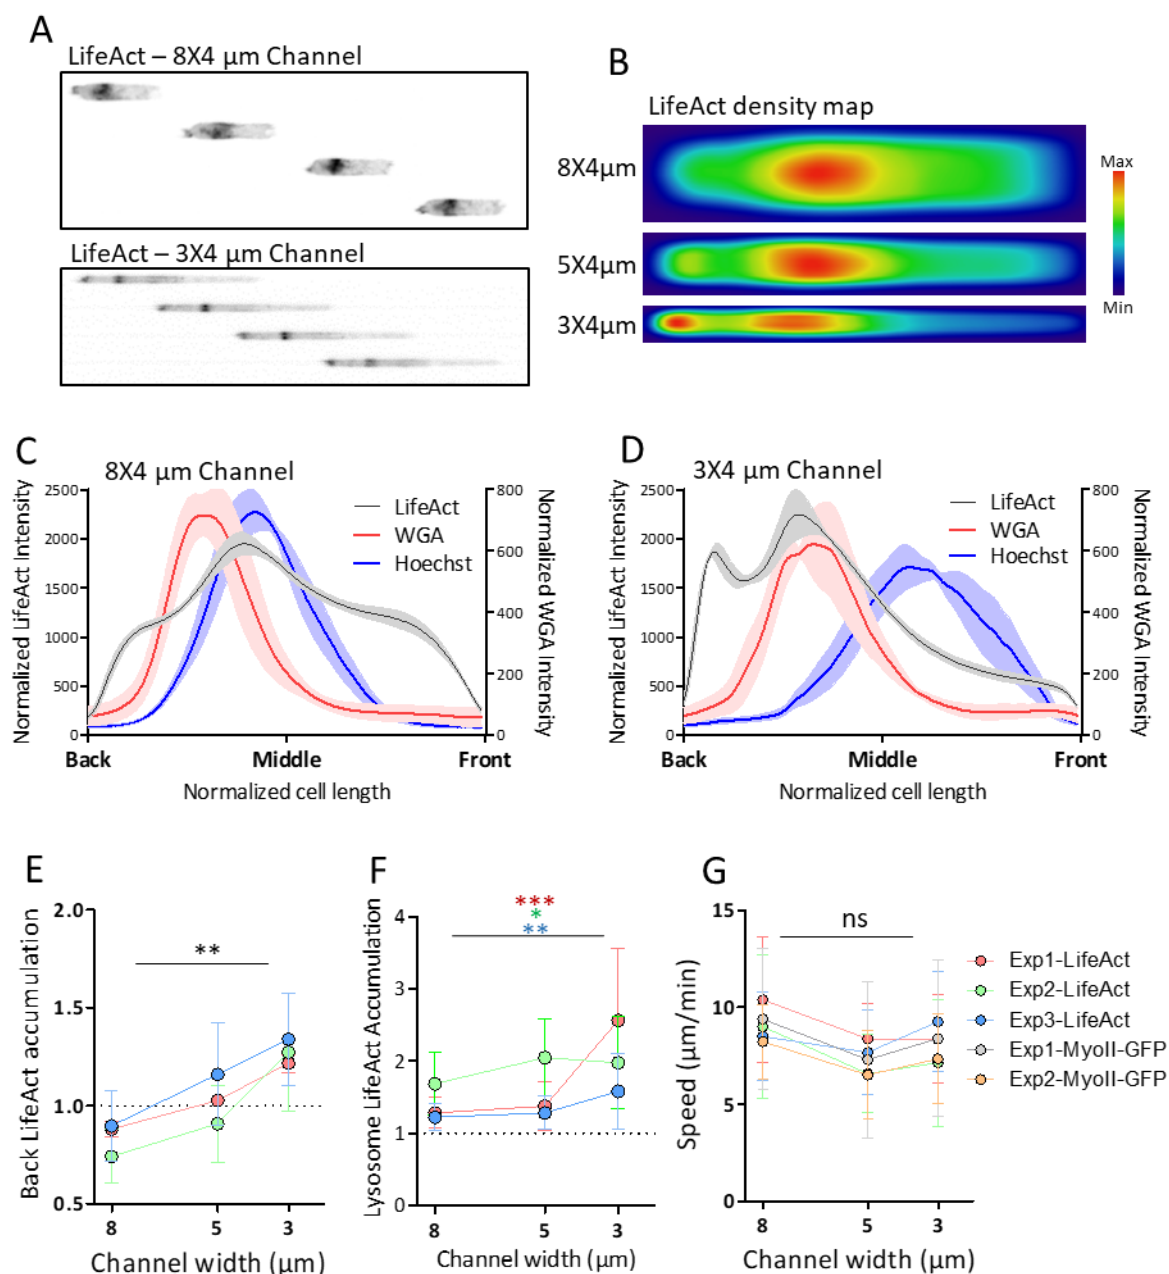 A
LifeAct – 8X4 µm Channel
LifeAct – 3X4 µm Channel
B
LifeAct density map
8X4µm
5X4µm
3X4µm
Max
Min
C
8X4 µm Channel
Normalized LifeAct Intensity
2500
2000
1500
1000
500
0
LifeAct
WGA
Hoechst
800
600
400
200
0
Normalized WGA Intensity
Back
Middle
Front
Normalized cell length
D
3X4 µm Channel
Normalized LifeAct Intensity
2500
2000
1500
1000
500
0
LifeAct
WGA
Hoechst
800
600
400
200
0
Normalized WGA Intensity
Back
Middle
Front
Normalized cell length
E
Back LifeAct accumulation
2.0
1.5
1.0
0.5
**
8
5
3
Channel width (µm)
F
Lysosome LifeAct Accumulation
4
3
2
1
0
***
*
**
8
5
3
Channel width (µm)
G
Speed (µm/min)
15
10
5
0
ns
8
5
3
Channel width (µm)
Exp1-LifeAct
Exp2-LifeAct
Exp3-LifeAct
Exp1-MyoII-GFP
Exp2-MyoII-GFP